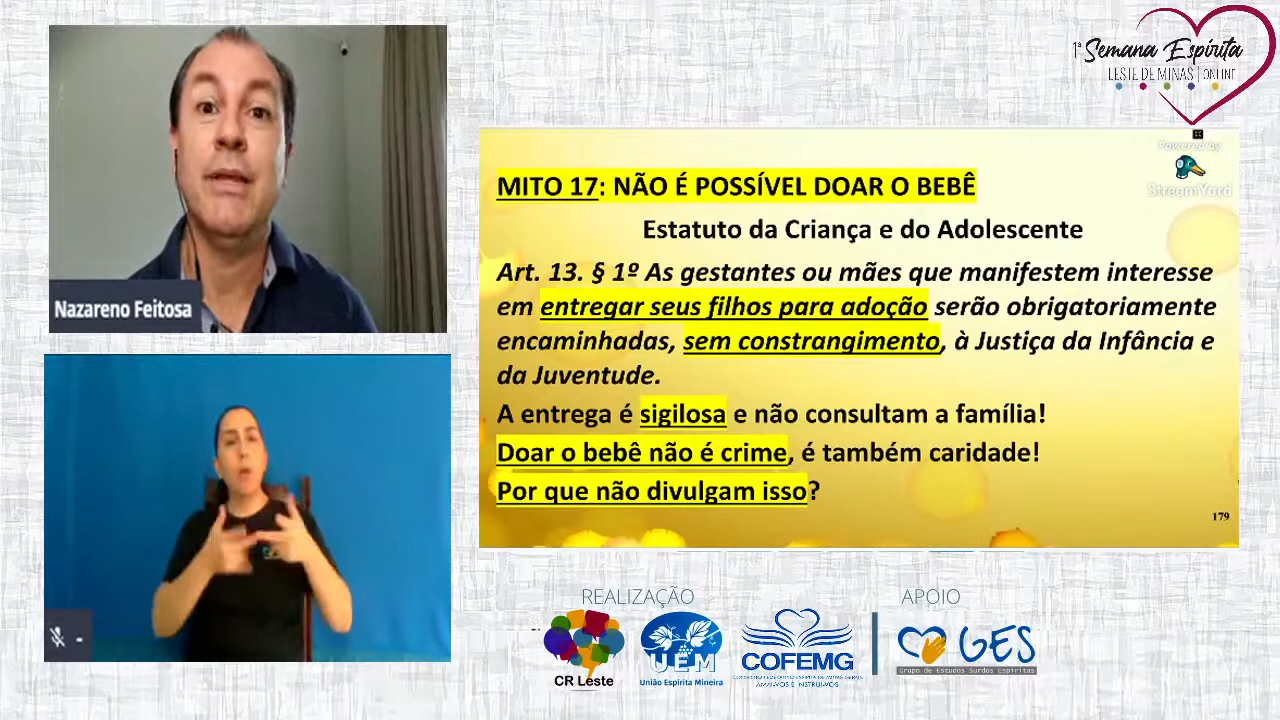 1ª Semana Espírita
LESTE DE MINAS | ONLINE
Powered by
StreamYard
MITO 17: NÃO É POSSÍVEL DOAR O BEBÊ
Estatuto da Criança e do Adolescente
Art. 13. § 1º As gestantes ou mães que manifestem interesse
em entregar seus filhos para adoção serão obrigatoriamente
encaminhadas, sem constrangimento, à Justiça da Infância e
da Juventude.
A entrega é sigilosa e não consultam a família!
Doar o bebê não é crime, é também caridade!
Por que não divulgam isso?
179
Nazareno Feitosa
-
REALIZAÇÃO
CR Leste
UEM
União Espírita Mineira
COFEMG
AMAI-VOS E INSTRUÍ-VOS
APOIO
GES
Grupo de Estudos Surdos Espíritas